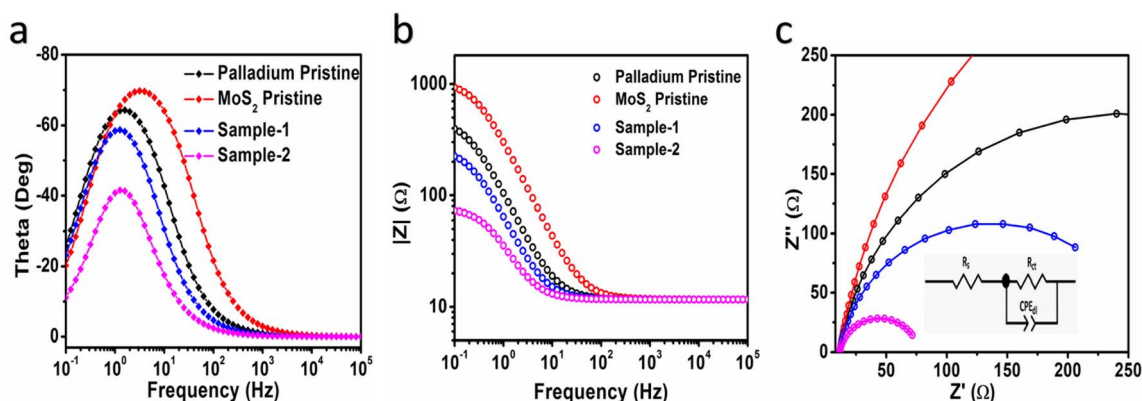 a
-80
-60
-40
-20
0
Theta (Deg)
Palladium Pristine
MoS2 Pristine
Sample-1
Sample-2
10-1 100 101 102 103 104 105
Frequency (Hz)
b
1000
100
10
|Z| (Ω)
Palladium Pristine
MoS2 Pristine
Sample-1
Sample-2
10-1 100 101 102 103 104 105
Frequency (Hz)
c
250
200
150
100
50
0
Z'' (Ω)
Rs
Rct
CPEdl
50 100 150 200 250
Z' (Ω)